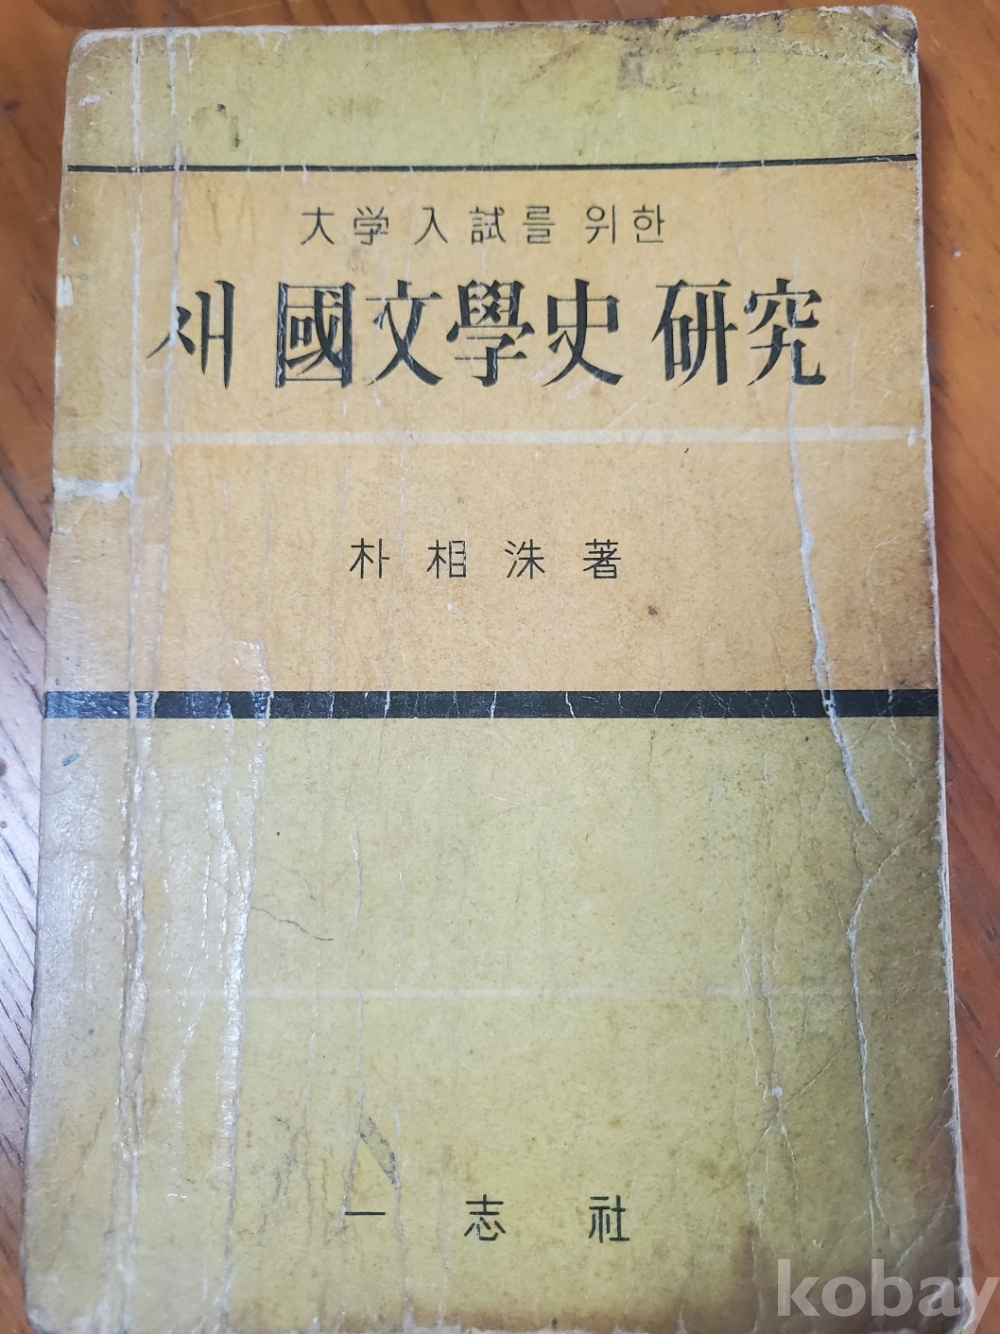 大学 入試를 위한
새 國文學史 硏究
朴 相 洙 著
一 志 社
kobay